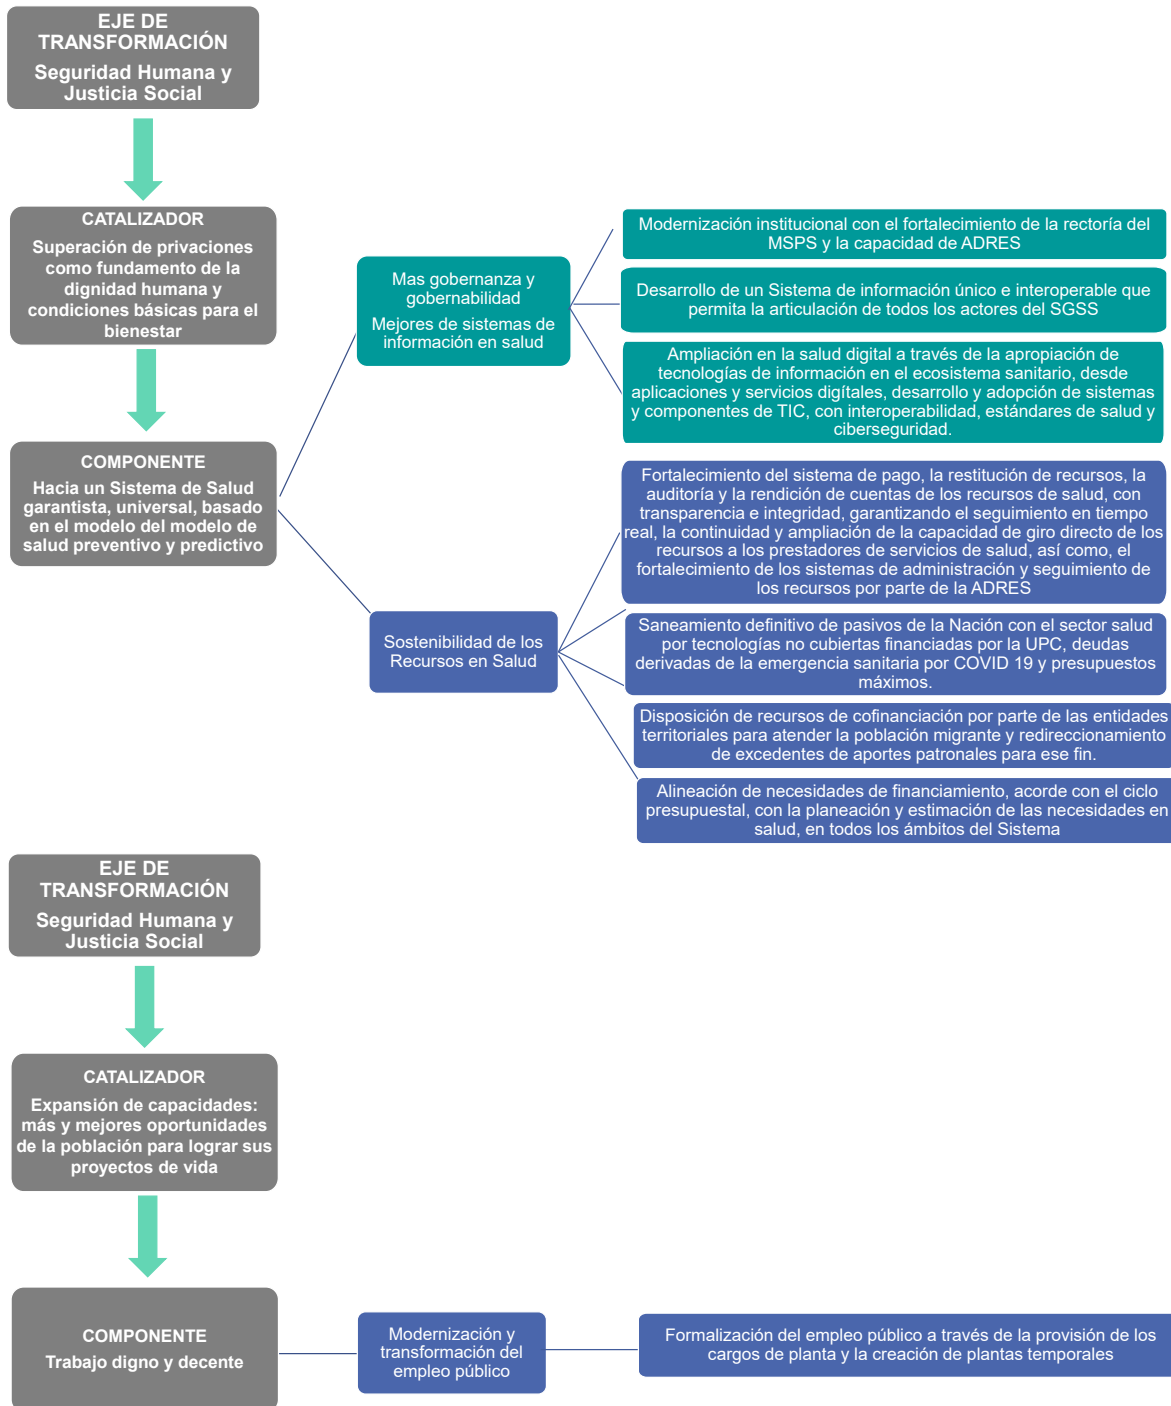 EJE DE
TRANSFORMACIÓN
Seguridad Humana y
Justicia Social
CATALIZADOR
Superación de privaciones
como fundamento de la
dignidad humana y
condiciones básicas para el
bienestar
COMPONENTE
Hacia un Sistema de Salud
garantista, universal, basado
en el modelo del modelo de
salud preventivo y predictivo
Mas gobernanza y
gobernabilidad
Mejores de sistemas de
información en salud
Modernización institucional con el fortalecimiento de la rectoría del
MSPS y la capacidad de ADRES
Desarrollo de un Sistema de información único e interoperable que
permita la articulación de todos los actores del SGSS
Ampliación en la salud digital a través de la apropiación de
tecnologías de información en el ecosistema sanitario, desde
aplicaciones y servicios digítales, desarrollo y adopción de sistemas
y componentes de TIC, con interoperabilidad, estándares de salud y
ciberseguridad.
Sostenibilidad de los
Recursos en Salud
Fortalecimiento del sistema de pago, la restitución de recursos, la
auditoría y la rendición de cuentas de los recursos de salud, con
transparencia e integridad, garantizando el seguimiento en tiempo
real, la continuidad y ampliación de la capacidad de giro directo de los
recursos a los prestadores de servicios de salud, así como, el
fortalecimiento de los sistemas de administración y seguimiento de
los recursos por parte de la ADRES
Saneamiento definitivo de pasivos de la Nación con el sector salud
por tecnologías no cubiertas financiadas por la UPC, deudas
derivadas de la emergencia sanitaria por COVID 19 y presupuestos
máximos.
Disposición de recursos de cofinanciación por parte de las entidades
territoriales para atender la población migrante y redireccionamiento
de excedentes de aportes patronales para ese fin.
Alineación de necesidades de financiamiento, acorde con el ciclo
presupuestal, con la planeación y estimación de las necesidades en
salud, en todos los ámbitos del Sistema
EJE DE
TRANSFORMACIÓN
Seguridad Humana y
Justicia Social
CATALIZADOR
Expansión de capacidades:
más y mejores oportunidades
de la población para lograr sus
proyectos de vida
COMPONENTE
Trabajo digno y decente
Modernización y
transformación del
empleo público
Formalización del empleo público a través de la provisión de los
cargos de planta y la creación de plantas temporales